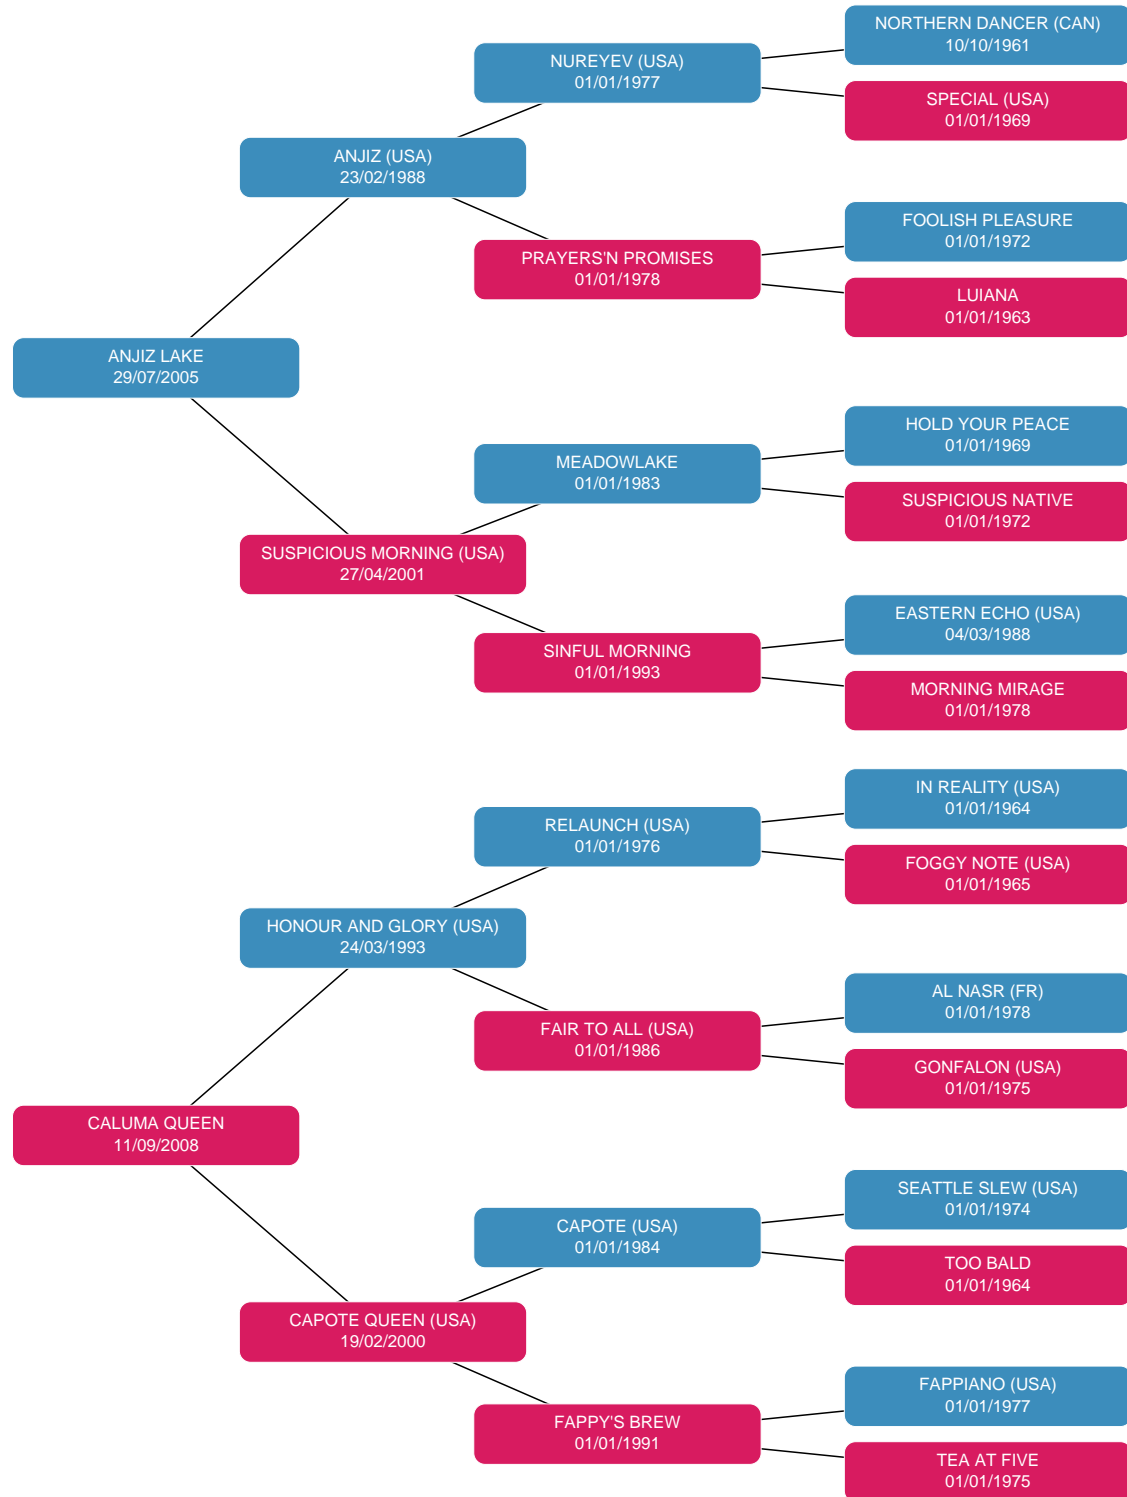 NORTHERN DANCER (CAN)
10/10/1961
NUREYEV (USA)
01/01/1977
SPECIAL (USA)
01/01/1969
ANJIZ (USA)
23/02/1988
FOOLISH PLEASURE
01/01/1972
PRAYERS'N PROMISES
01/01/1978
LUIANA
01/01/1963
ANJIZ LAKE
29/07/2005
HOLD YOUR PEACE
01/01/1969
MEADOWLAKE
01/01/1983
SUSPICIOUS NATIVE
01/01/1972
SUSPICIOUS MORNING (USA)
27/04/2001
EASTERN ECHO (USA)
04/03/1988
SINFUL MORNING
01/01/1993
MORNING MIRAGE
01/01/1978
IN REALITY (USA)
01/01/1964
RELAUNCH (USA)
01/01/1976
FOGGY NOTE (USA)
01/01/1965
HONOUR AND GLORY (USA)
24/03/1993
AL NASR (FR)
01/01/1978
FAIR TO ALL (USA)
01/01/1986
GONFALON (USA)
01/01/1975
CALUMA QUEEN
11/09/2008
SEATTLE SLEW (USA)
01/01/1974
CAPOTE (USA)
01/01/1984
TOO BALD
01/01/1964
CAPOTE QUEEN (USA)
19/02/2000
FAPPIANO (USA)
01/01/1977
FAPPY'S BREW
01/01/1991
TEA AT FIVE
01/01/1975